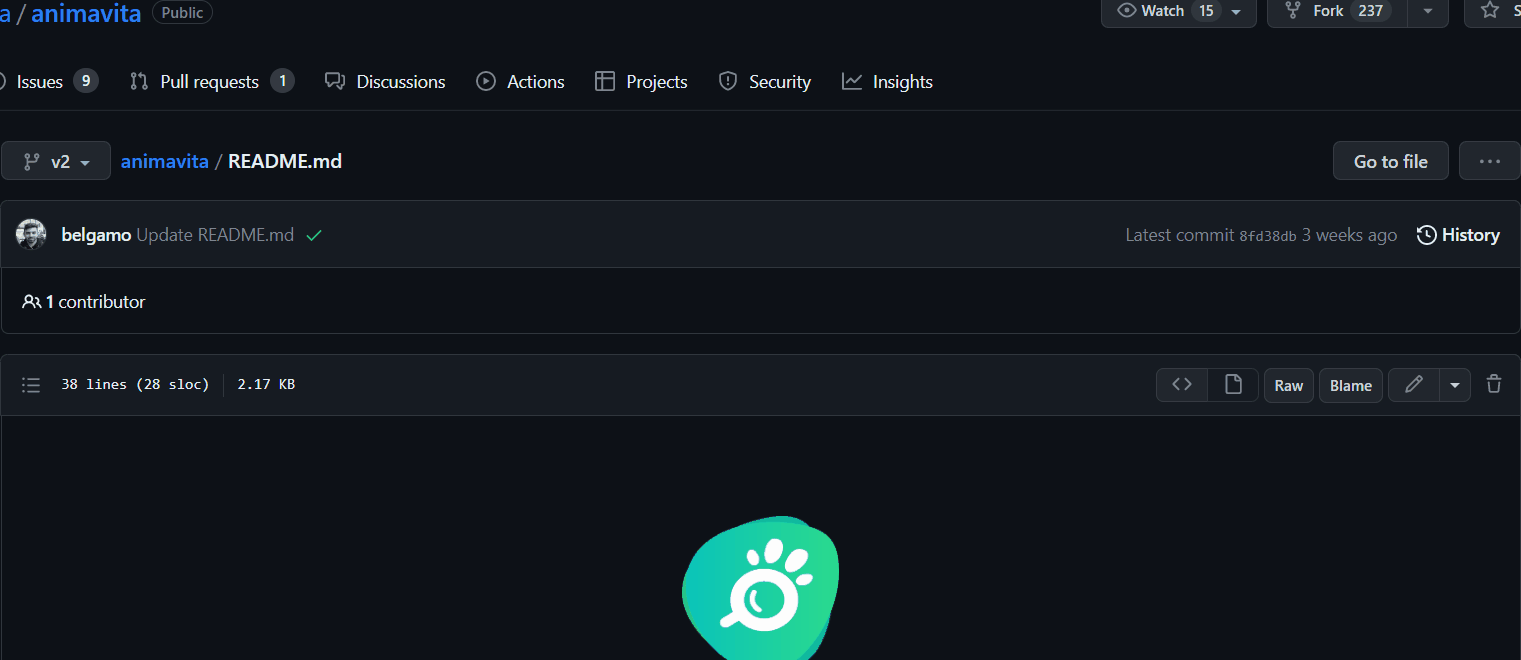 a / animavita Public
Watch 15 Fork 237 S
Issues 9 Pull requests 1 Discussions Actions Projects Security Insights
v2 animavita / README.md Go to file ...
belgamo Update README.md Latest commit 8fd38db 3 weeks ago History
1 contributor
38 lines (28 sloc) 2.17 KB <> Raw Blame